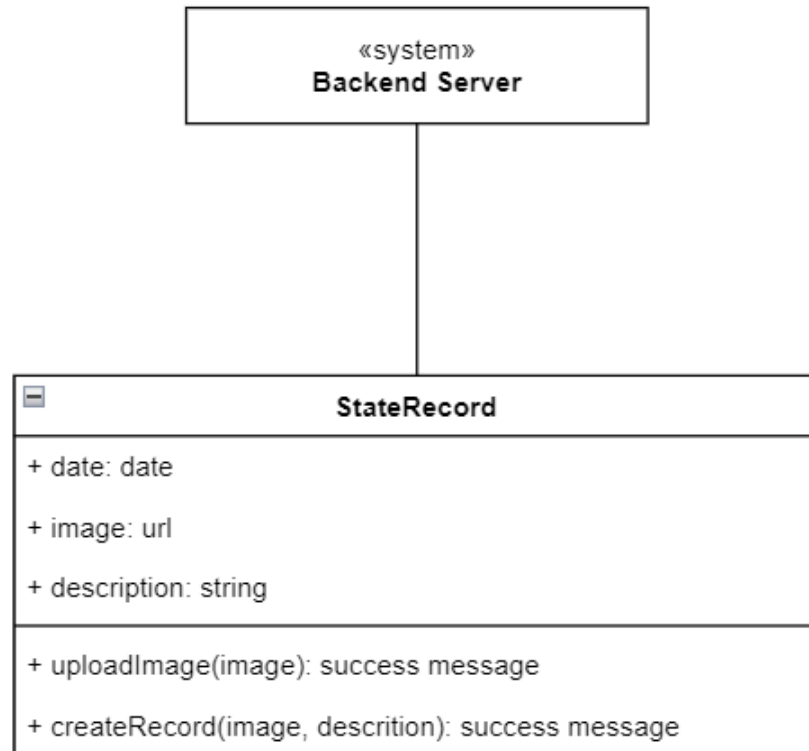 «system»
Backend Server
StateRecord
+ date: date
+ image: url
+ description: string
+ uploadImage(image): success message
+ createRecord(image, descrition): success message